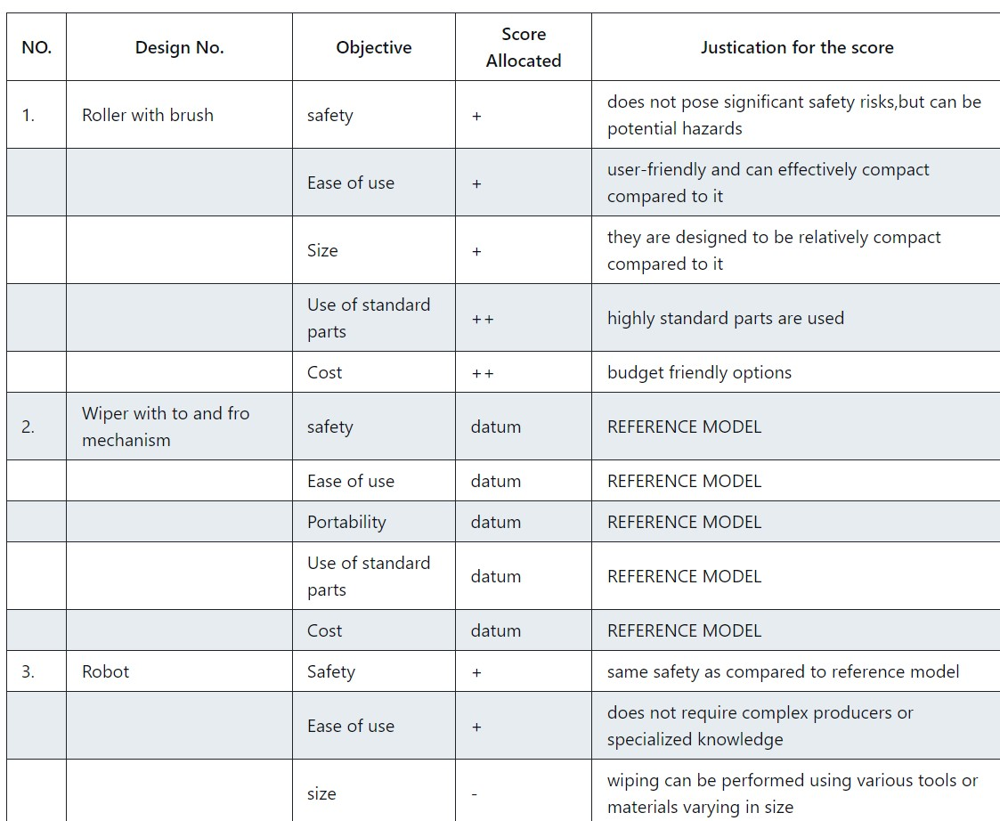 NO.
Design No.
Objective
Score
Allocated
Justication for the score
1.
Roller with brush
safety
+
does not pose significant safety risks,but can be
potential hazards
Ease of use
+
user-friendly and can effectively compact
compared to it
Size
+
they are designed to be relatively compact
compared to it
Use of standard
parts
++
highly standard parts are used
Cost
++
budget friendly options
2.
Wiper with to and fro
mechanism
safety
datum
REFERENCE MODEL
Ease of use
datum
REFERENCE MODEL
Portability
datum
REFERENCE MODEL
Use of standard
parts
datum
REFERENCE MODEL
Cost
datum
REFERENCE MODEL
3.
Robot
Safety
+
same safety as compared to reference model
Ease of use
+
does not require complex producers or
specialized knowledge
size
-
wiping can be performed using various tools or
materials varying in size